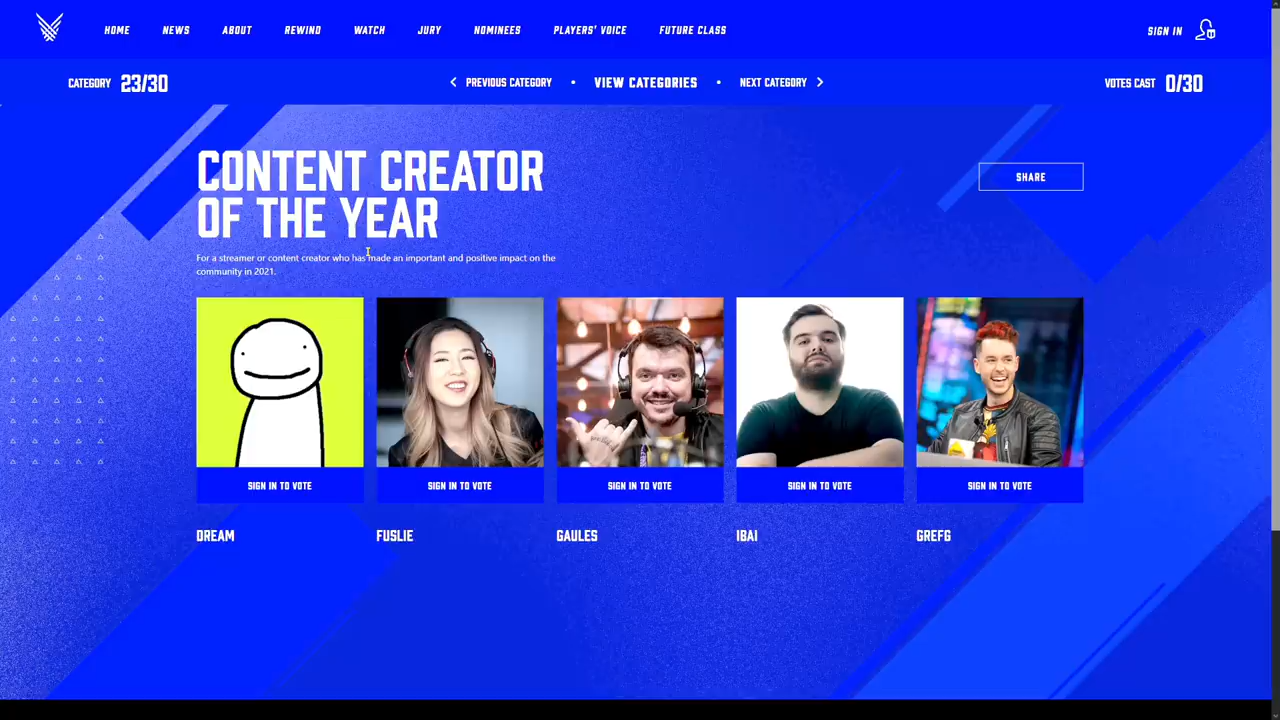 HOME NEWS ABOUT REWIND WATCH JURY NOMINEES PLAYERS' VOICE FUTURE CLASS SIGN IN
CATEGORY 23/30 PREVIOUS CATEGORY • VIEW CATEGORIES • NEXT CATEGORY VOTES CAST 0/30
CONTENT CREATOR
OF THE YEAR
SHARE
For a streamer or content creator who has made an important and positive impact on the
community in 2021.
SIGN IN TO VOTE SIGN IN TO VOTE SIGN IN TO VOTE SIGN IN TO VOTE SIGN IN TO VOTE
DREAM FUSLIE GAULES IBAI GREFG